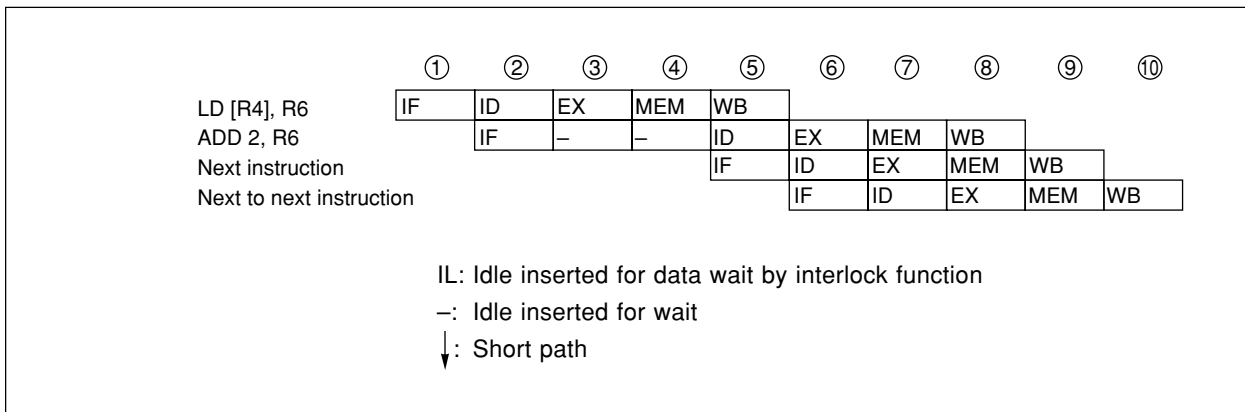 ① ② ③ ④ ⑤ ⑥ ⑦ ⑧ ⑨ ⑩
LD [R4], R6 IF ID EX MEM WB
ADD 2, R6 IF – – ID EX MEM WB
Next instruction IF ID EX MEM WB
Next to next instruction IF ID EX MEM WB
IL: Idle inserted for data wait by interlock function
–: Idle inserted for wait
↓: Short path